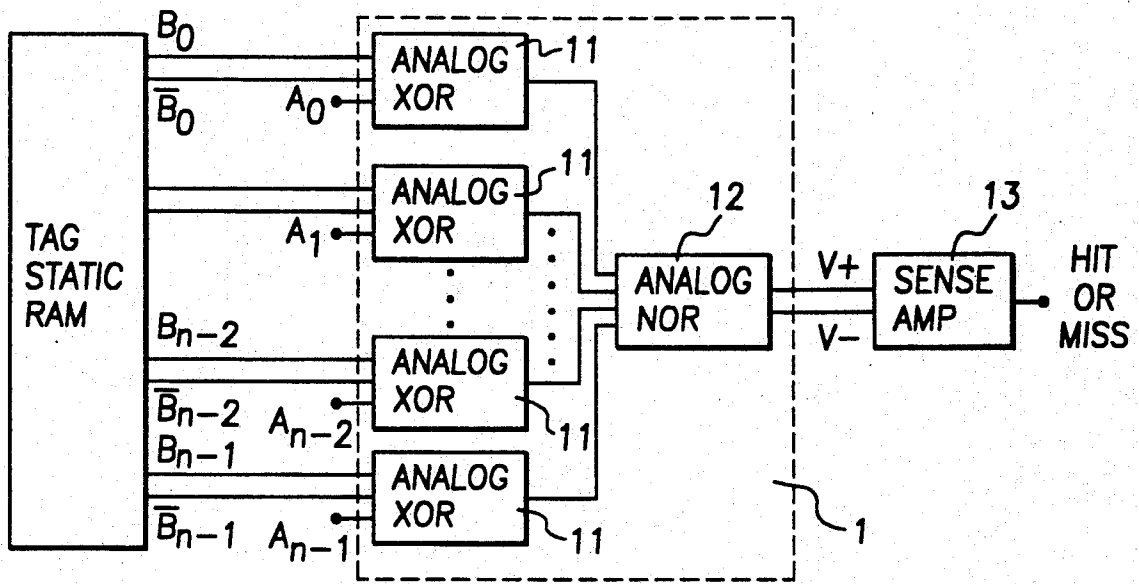 B0
B̅0
A0
ANALOG
XOR
11
ANALOG
XOR
11
A1
TAG
STATIC
RAM
12
13
ANALOG
NOR
V+
V-
SENSE
AMP
HIT
OR
MISS
Bn-2
B̅n-2
An-2
ANALOG
XOR
11
Bn-1
B̅n-1
An-1
ANALOG
XOR
11
1